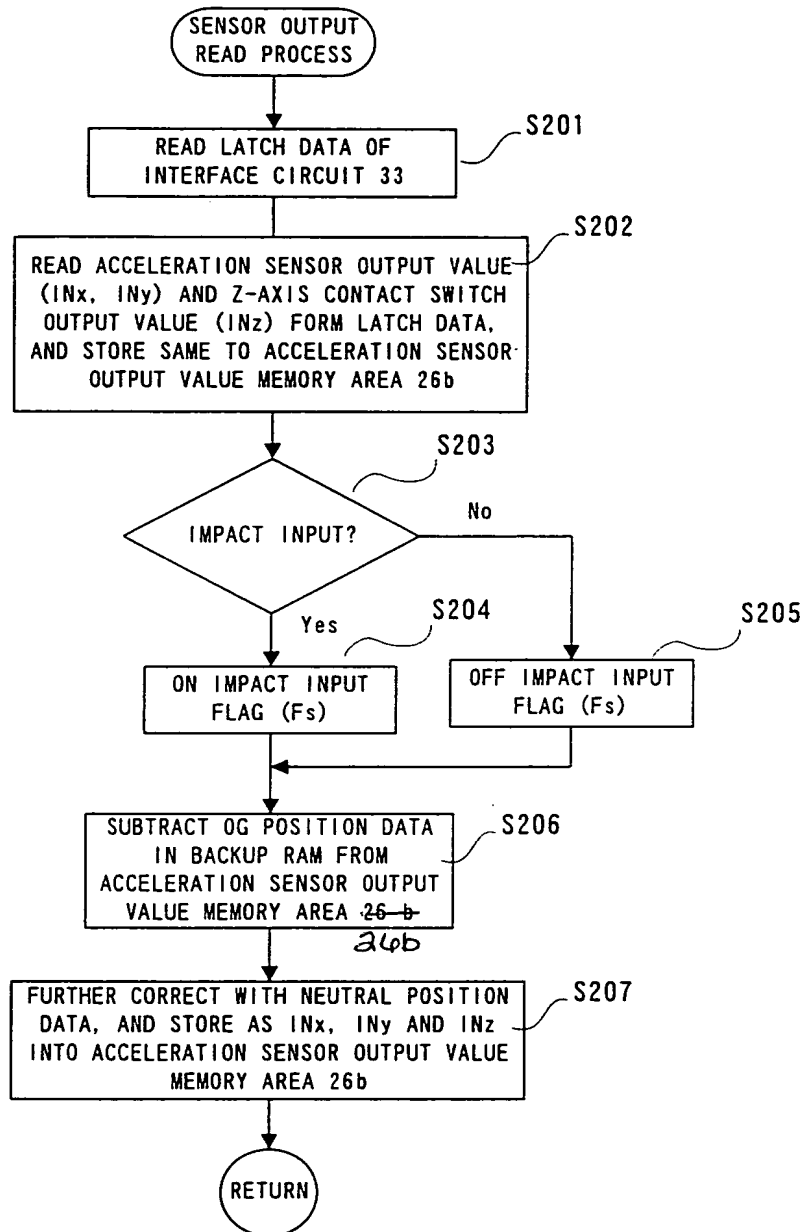 SENSOR OUTPUT
READ PROCESS
S201
READ LATCH DATA OF
INTERFACE CIRCUIT 33
S202
READ ACCELERATION SENSOR OUTPUT VALUE
(INx, INy) AND Z-AXIS CONTACT SWITCH
OUTPUT VALUE (INz) FORM LATCH DATA,
AND STORE SAME TO ACCELERATION SENSOR
OUTPUT VALUE MEMORY AREA 26b
S203
IMPACT INPUT?
No
Yes
S204
S205
ON IMPACT INPUT
FLAG (Fs)
OFF IMPACT INPUT
FLAG (Fs)
S206
SUBTRACT 0G POSITION DATA
IN BACKUP RAM FROM
ACCELERATION SENSOR OUTPUT
VALUE MEMORY AREA 26-b
26b
S207
FURTHER CORRECT WITH NEUTRAL POSITION
DATA, AND STORE AS INx, INy AND INz
INTO ACCELERATION SENSOR OUTPUT VALUE
MEMORY AREA 26b
RETURN